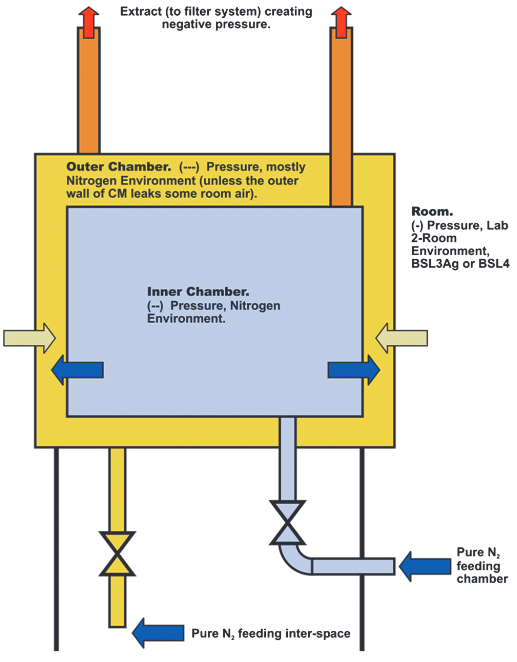 Extract (to filter system) creating
negative pressure.
Outer Chamber. (---) Pressure, mostly
Nitrogen Environment (unless the outer
wall of CM leaks some room air).
Room.
(-) Pressure, Lab
2-Room
Environment,
BSL3Ag or BSL4
Inner Chamber.
(--) Pressure, Nitrogen
Environment.
Pure N₂
feeding
chamber
Pure N₂ feeding inter-space